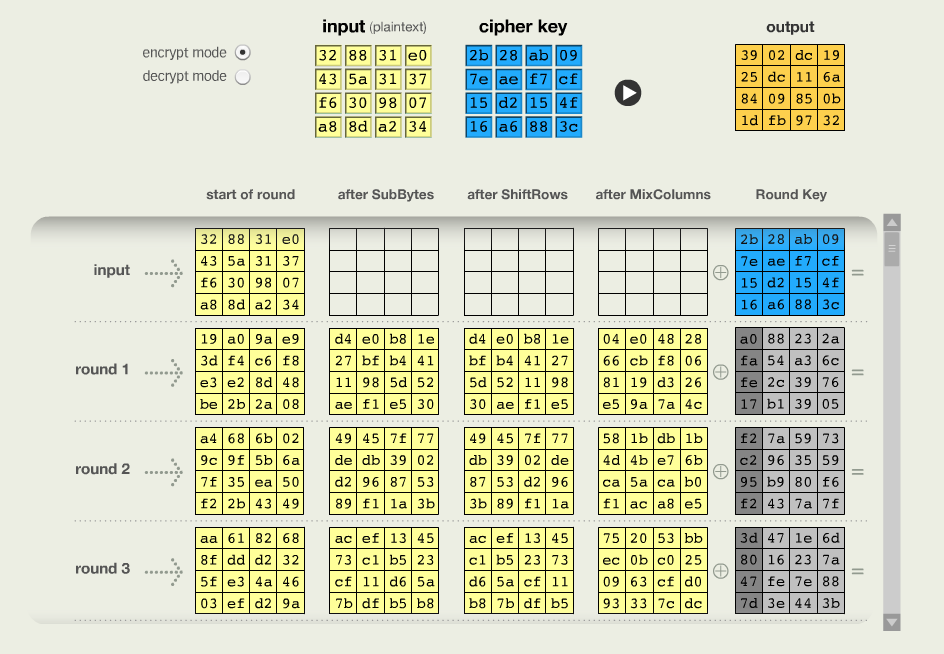 input (plaintext) cipher key output
encrypt mode
decrypt mode
32 88 31 e0 2b 28 ab 09 39 02 dc 19
43 5a 31 37 7e ae f7 cf 25 dc 11 6a
f6 30 98 07 15 d2 15 4f 84 09 85 0b
a8 8d a2 34 16 a6 88 3c 1d fb 97 32
start of round after SubBytes after ShiftRows after MixColumns Round Key
input
32 88 31 e0 2b 28 ab 09
43 5a 31 37 7e ae f7 cf
f6 30 98 07 15 d2 15 4f
a8 8d a2 34 16 a6 88 3c
⊕ =
round 1
19 a0 9a e9 d4 e0 b8 1e d4 e0 b8 1e 04 e0 48 28 a0 88 23 2a
3d f4 c6 f8 27 bf b4 41 bf b4 41 27 66 cb f8 06 fa 54 a3 6c
e3 e2 8d 48 11 98 5d 52 5d 52 11 98 81 19 d3 26 fe 2c 39 76
be 2b 2a 08 ae f1 e5 30 30 ae f1 e5 e5 9a 7a 4c 17 b1 39 05
⊕ =
round 2
a4 68 6b 02 49 45 7f 77 49 45 7f 77 58 1b db 1b f2 7a 59 73
9c 9f 5b 6a de db 39 02 db 39 02 de 4d 4b e7 6b c2 96 35 59
7f 35 ea 50 d2 96 87 53 87 53 d2 96 ca 5a ca b0 95 b9 80 f6
f2 2b 43 49 89 f1 1a 3b 3b 89 f1 1a f1 ac a8 e5 f2 43 7a 7f
⊕ =
round 3
aa 61 82 68 ac ef 13 45 ac ef 13 45 75 20 53 bb 3d 47 1e 6d
8f dd d2 32 73 c1 b5 23 c1 b5 23 73 ec 0b c0 25 80 16 23 7a
5f e3 4a 46 cf 11 d6 5a d6 5a cf 11 09 63 cf d0 47 fe 7e 88
03 ef d2 9a 7b df b5 b8 b8 7b df b5 93 33 7c dc 7d 3e 44 3b
⊕ =